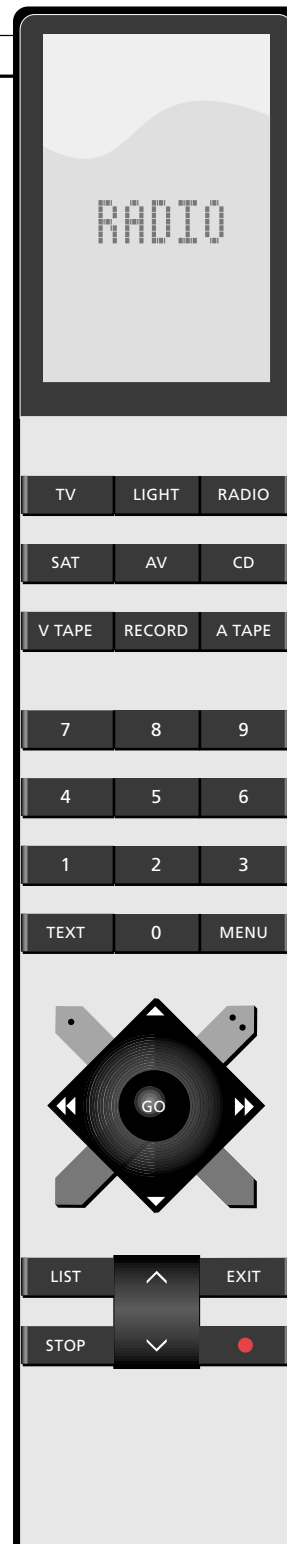 RADIO
TV LIGHT RADIO
SAT AV CD
V TAPE RECORD A TAPE
7 8 9
4 5 6
1 2 3
TEXT 0 MENU
GO
LIST EXIT
STOP